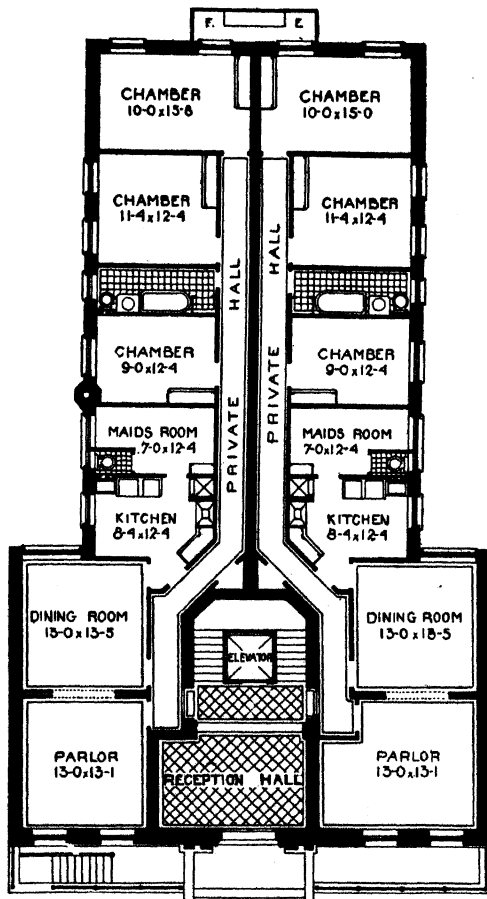 F. E.
CHAMBER
10-0x13-8
CHAMBER
10-0x15-0
CHAMBER
11-4x12-4
CHAMBER
11-4x12-4
PRIVATE HALL
PRIVATE HALL
CHAMBER
9-0x12-4
CHAMBER
9-0x12-4
MAIDS ROOM
7-0x12-4
MAIDS ROOM
7-0x12-4
KITCHEN
8-4x12-4
KITCHEN
8-4x12-4
DINING ROOM
13-0x13-5
DINING ROOM
13-0x18-5
ELEVATOR
PARLOR
13-0x13-1
PARLOR
13-0x13-1
RECEPTION HALL